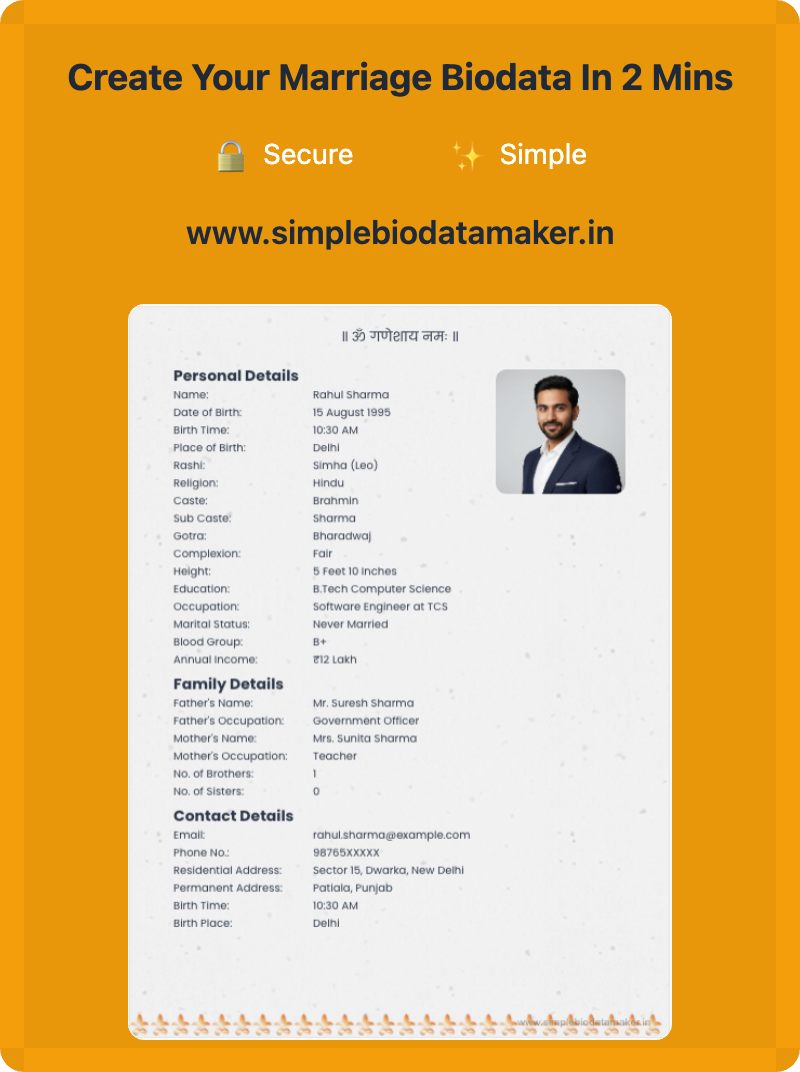 Create Your Marriage Biodata In 2 Mins
🔒 Secure ✨ Simple
www.simplebiodatamaker.in
॥ ॐ गणेशाय नमः ॥
Personal Details
Name: Rahul Sharma
Date of Birth: 15 August 1995
Birth Time: 10:30 AM
Place of Birth: Delhi
Rashi: Simha (Leo)
Religion: Hindu
Caste: Brahmin
Sub Caste: Sharma
Gotra: Bharadwaj
Complexion: Fair
Height: 5 Feet 10 Inches
Education: B.Tech Computer Science
Occupation: Software Engineer at TCS
Marital Status: Never Married
Blood Group: B+
Annual Income: ₹12 Lakh
Family Details
Father's Name: Mr. Suresh Sharma
Father's Occupation: Government Officer
Mother's Name: Mrs. Sunita Sharma
Mother's Occupation: Teacher
No. of Brothers: 1
No. of Sisters: 0
Contact Details
Email: rahul.sharma@example.com
Phone No.: 98765XXXXX
Residential Address: Sector 15, Dwarka, New Delhi
Permanent Address: Patiala, Punjab
Birth Time: 10:30 AM
Birth Place: Delhi
www.simplebiodatamaker.in